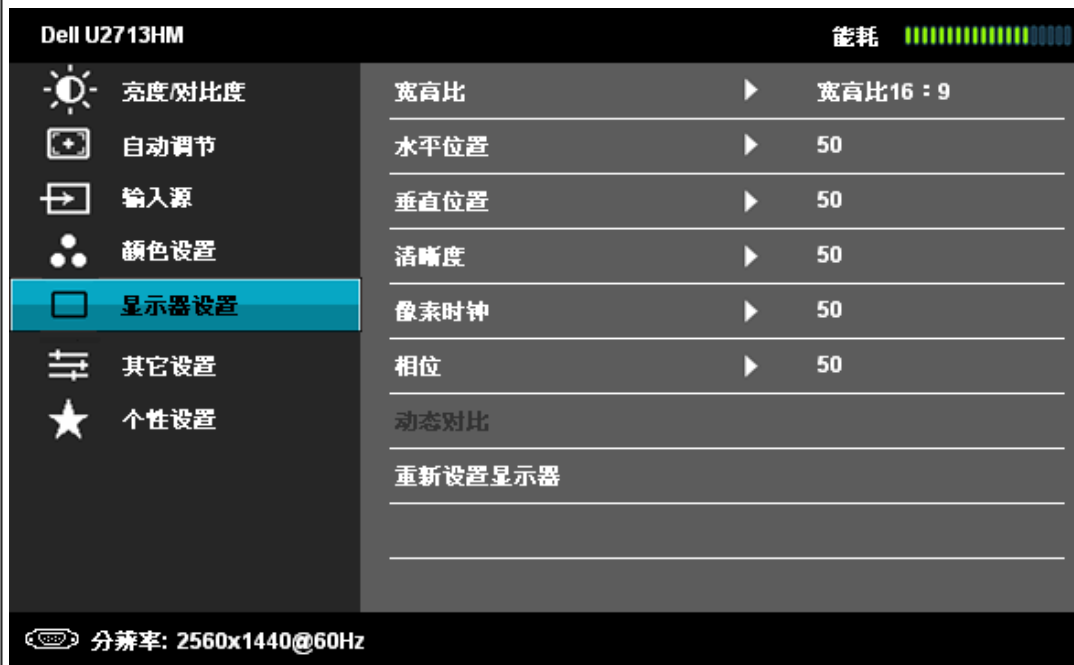 Dell U2713HM 能耗
亮度/对比度
自动调节
输入源
颜色设置
显示器设置
其它设置
个性设置
宽高比 宽高比16：9
水平位置 50
垂直位置 50
清晰度 50
像素时钟 50
相位 50
动态对比
重新设置显示器
分辨率: 2560x1440@60Hz